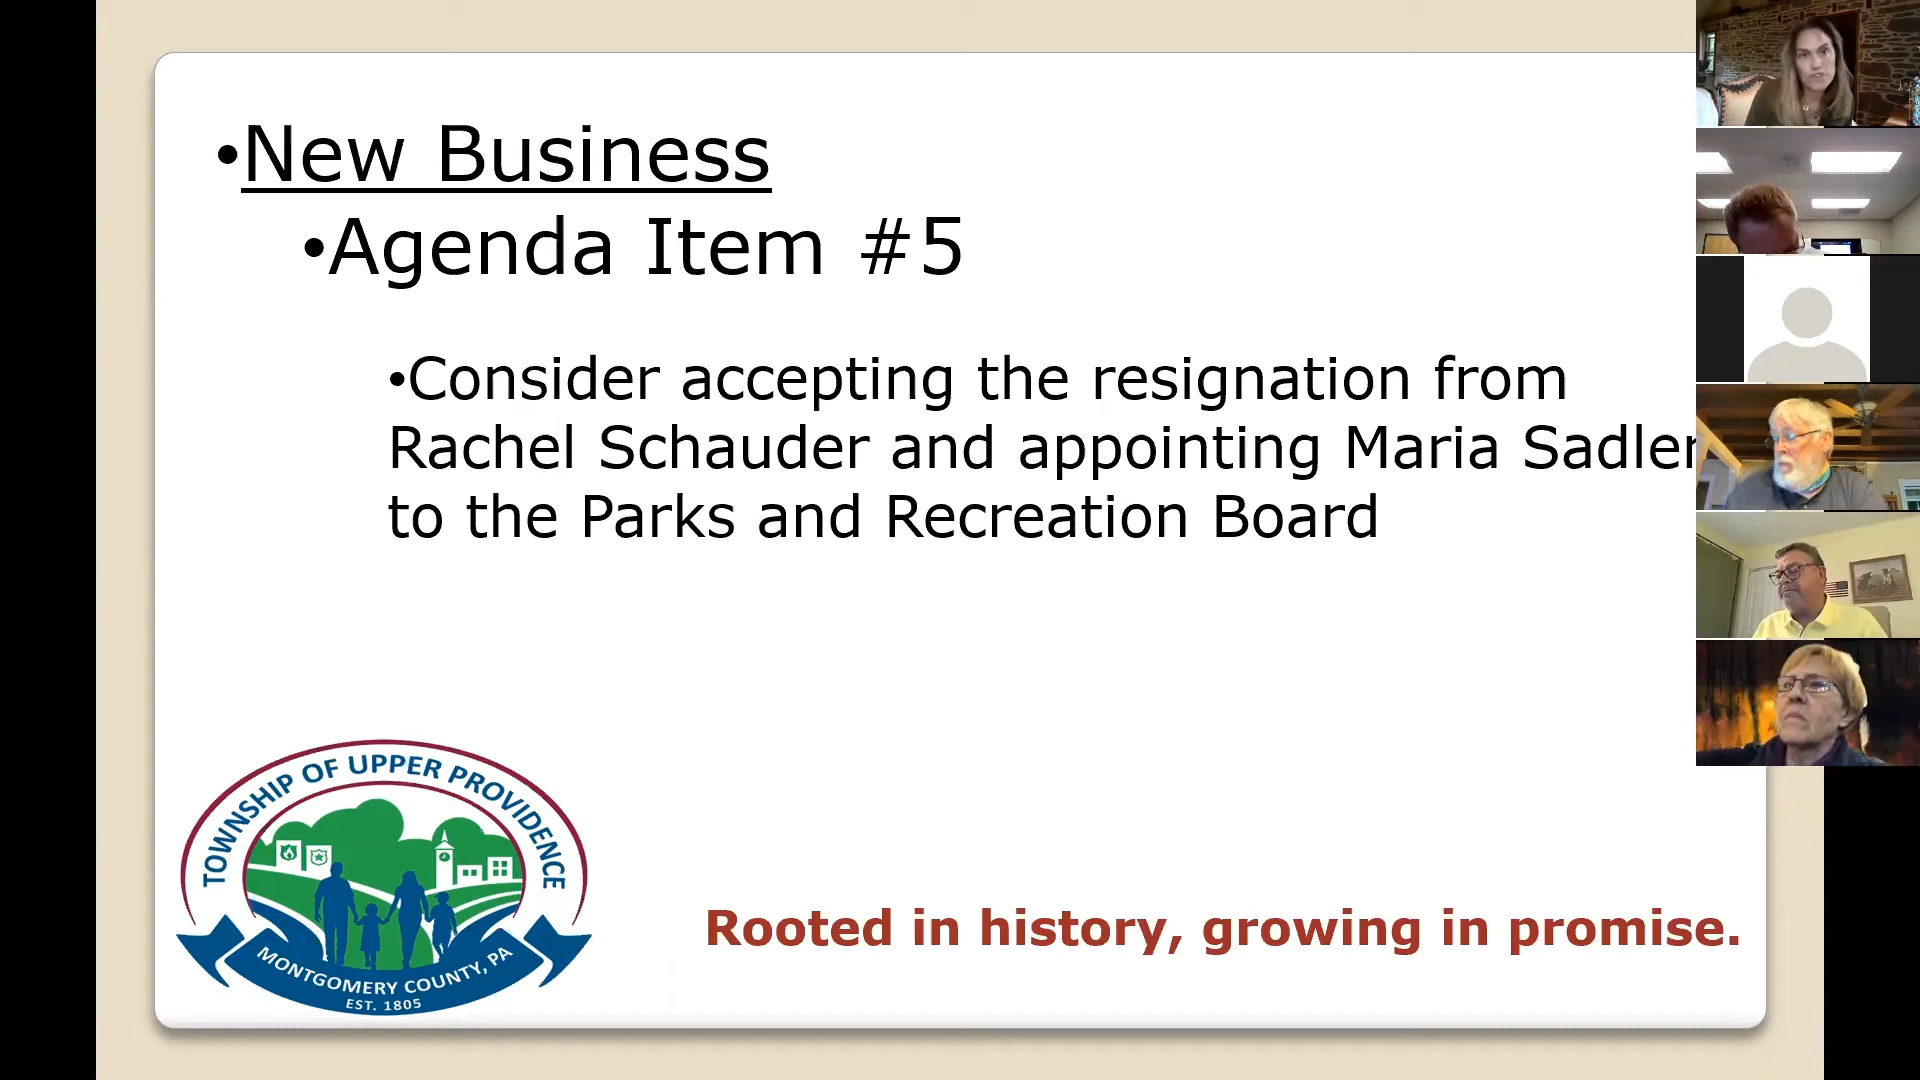 •New Business
•Agenda Item #5
•Consider accepting the resignation from
Rachel Schauder and appointing Maria Sadler
to the Parks and Recreation Board
TOWNSHIP OF UPPER PROVIDENCE
MONTGOMERY COUNTY, PA
EST. 1805
Rooted in history, growing in promise.